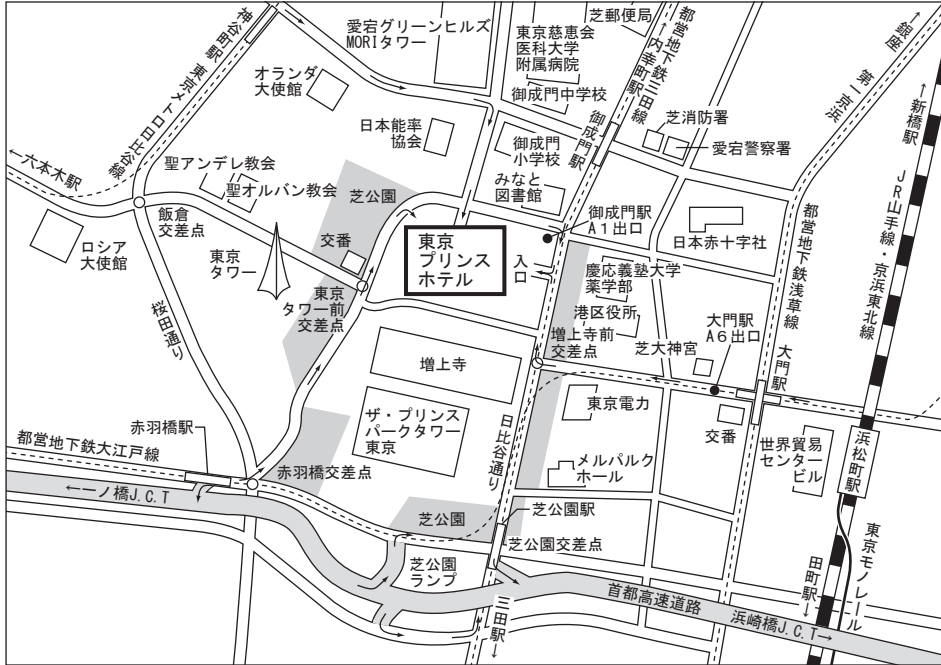 芝郵便局
愛宕グリーンヒルズ
MORIタワー
東京慈恵会
医科大学
附属病院
都営地下鉄三田線
←内幸町駅
←銀座
第一京浜
神谷町駅
東京メトロ日比谷線
オランダ
大使館
御成門中学校
御成門駅
芝消防署
←新橋駅
日本能率
協会
御成門
小学校
愛宕警察署
JR山手線・京浜東北線
←六本木駅
聖アンデレ教会
聖オルバン教会
芝公園
みなと
図書館
御成門駅
A1出口
日本赤十字社
飯倉
交差点
ロシア
大使館
東京
タワー
交番
東京
プリンス
ホテル
入口
慶応義塾大学
薬学部
都営地下鉄浅草線
東京
タワー前
交差点
港区役所
大門駅
A6出口
桜田通り
増上寺前
交差点
芝大神宮
大門駅
増上寺
東京電力
交番
ザ・プリンス
パークタワー
東京
日比谷通り
世界貿易
センタービル
浜松町駅
赤羽橋駅
都営地下鉄大江戸線
赤羽橋交差点
メルパルク
ホール
←一ノ橋J.C.T
芝公園
芝公園駅
芝公園交差点
東京モノレール
芝公園
ランプ
三田駅→
首都高速道路
浜崎橋J.C.T→
田町駅→